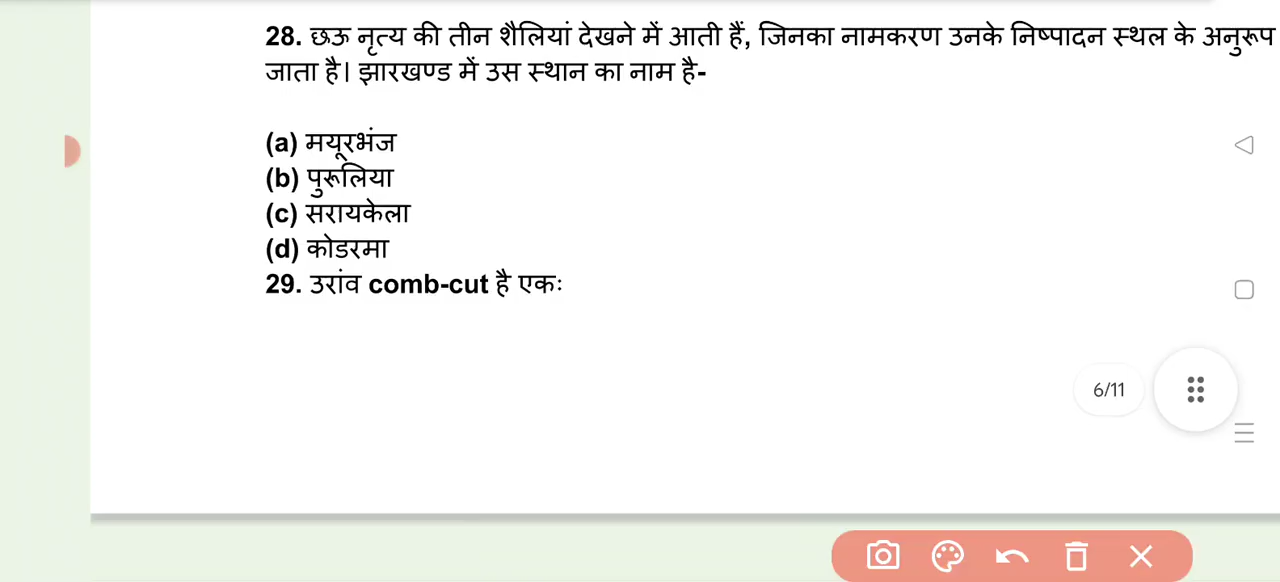 28. छऊ नृत्य की तीन शैलियां देखने में आती हैं, जिनका नामकरण उनके निष्पादन स्थल के अनुरूप
जाता है। झारखण्ड में उस स्थान का नाम है-
(a) मयूरभंज
(b) पुरूलिया
(c) सरायकेला
(d) कोडरमा
29. उरांव comb-cut है एकः
6/11